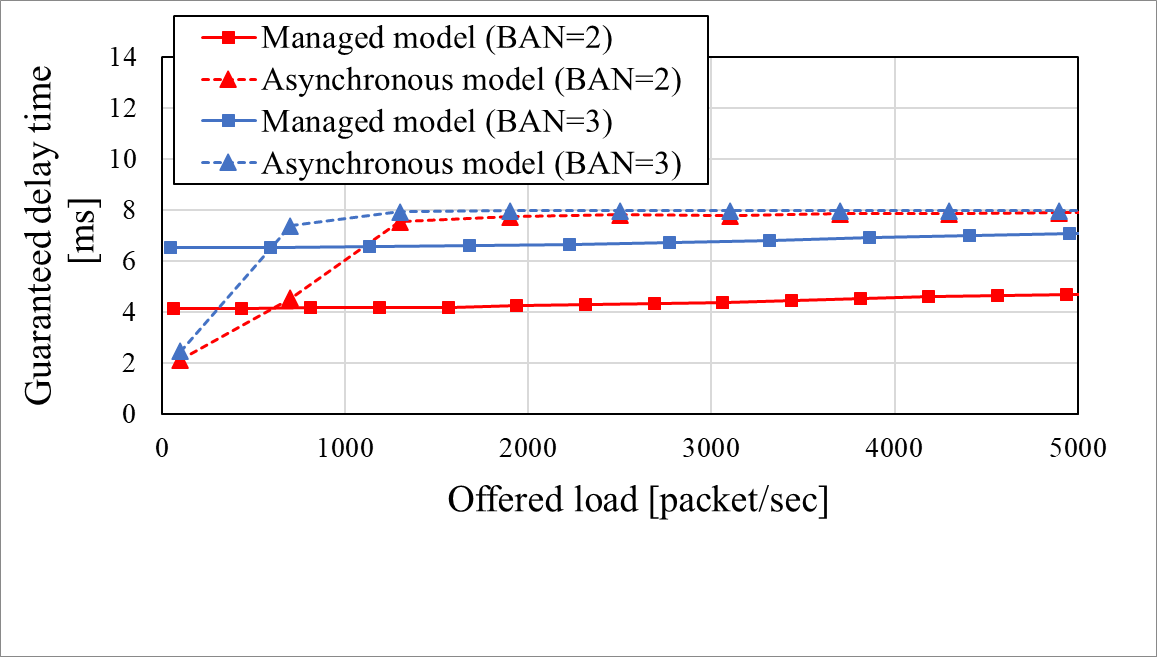 Managed model (BAN=2)
Asynchronous model (BAN=2)
Managed model (BAN=3)
Asynchronous model (BAN=3)
Guaranteed delay time
[ms]
14
12
10
8
6
4
2
0
0 1000 2000 3000 4000 5000
Offered load [packet/sec]